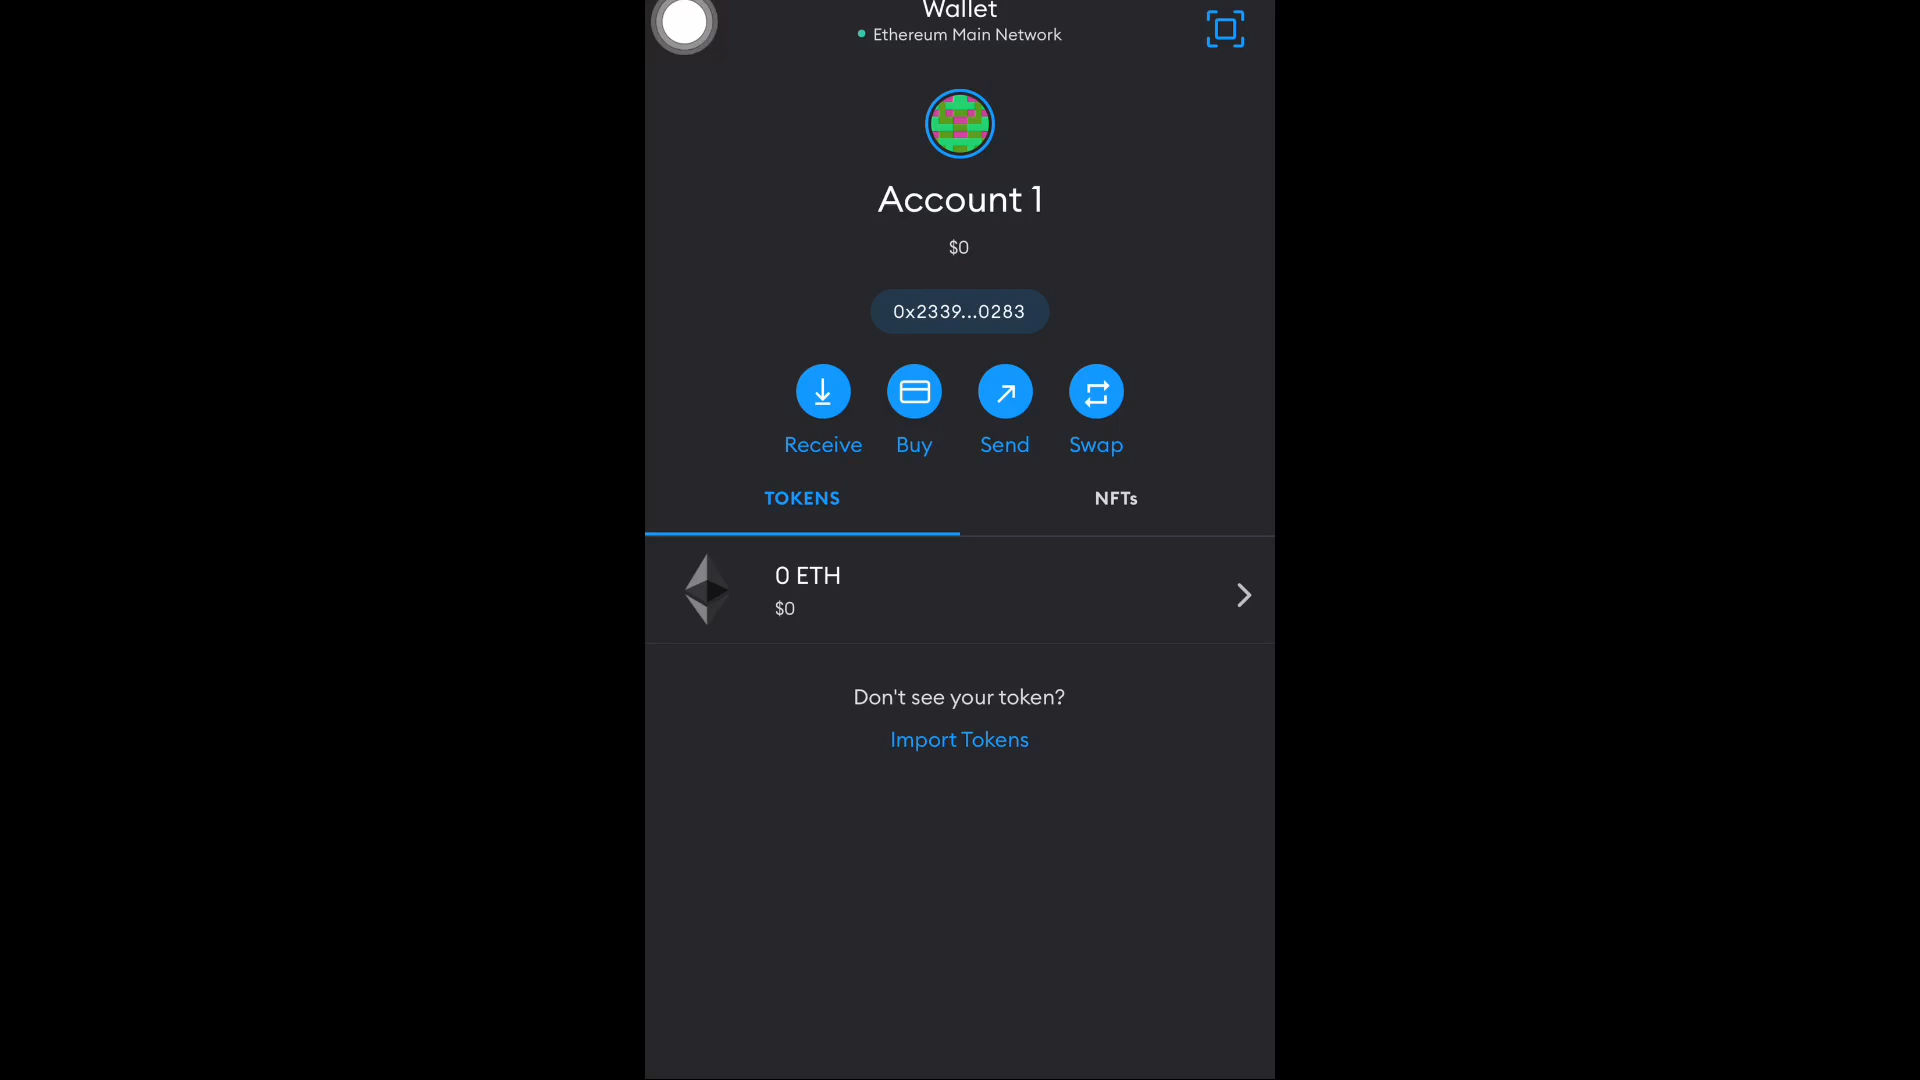 Wallet
Ethereum Main Network
Account 1
$0
0x2339...0283
Receive Buy Send Swap
TOKENS NFTs
0 ETH
$0
Don't see your token?
Import Tokens